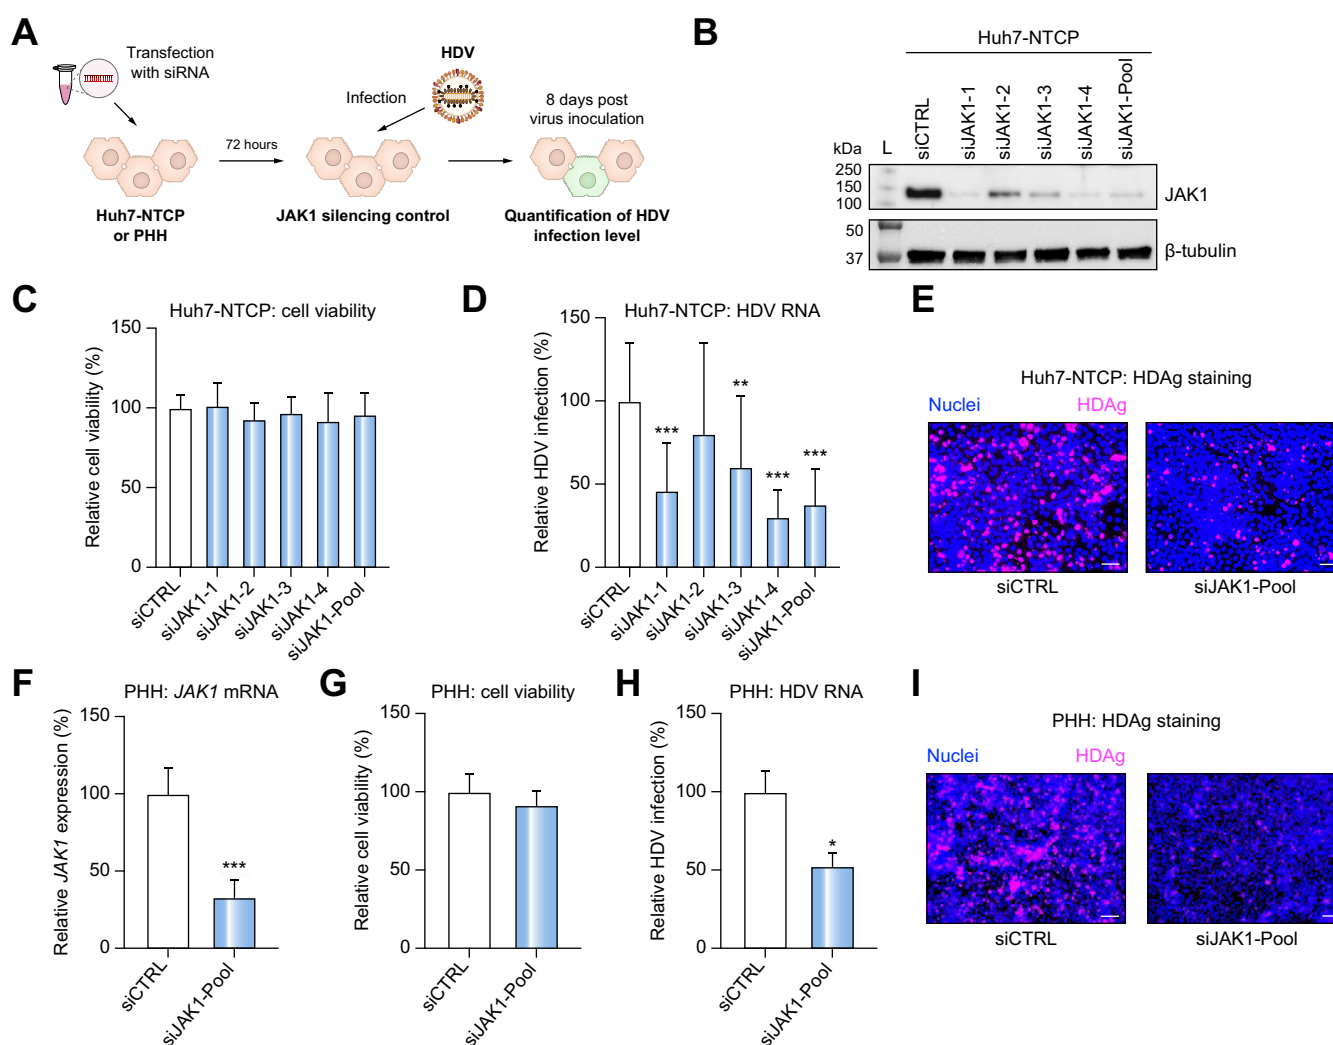 A
Transfection
with siRNA
HDV
Infection
8 days post
virus inoculation
72 hours
Huh7-NTCP
or PHH
JAK1 silencing control
Quantification of HDV
infection level
B
Huh7-NTCP
kDa
L
siCTRL
siJAK1-1
siJAK1-2
siJAK1-3
siJAK1-4
siJAK1-Pool
250
150
100
JAK1
50
37
β-tubulin
C
Huh7-NTCP: cell viability
Relative cell viability (%)
150
100
50
0
siCTRL
siJAK1-1
siJAK1-2
siJAK1-3
siJAK1-4
siJAK1-Pool
D
Huh7-NTCP: HDV RNA
Relative HDV infection (%)
150
100
50
0
***
**
***
***
siCTRL
siJAK1-1
siJAK1-2
siJAK1-3
siJAK1-4
siJAK1-Pool
E
Huh7-NTCP: HDAg staining
Nuclei
HDAg
siCTRL
siJAK1-Pool
F
PHH: JAK1 mRNA
Relative JAK1 expression (%)
150
100
50
0
***
siCTRL
siJAK1-Pool
G
PHH: cell viability
Relative cell viability (%)
150
100
50
0
siCTRL
siJAK1-Pool
H
PHH: HDV RNA
Relative HDV infection (%)
150
100
50
0
*
siCTRL
siJAK1-Pool
I
PHH: HDAg staining
Nuclei
HDAg
siCTRL
siJAK1-Pool